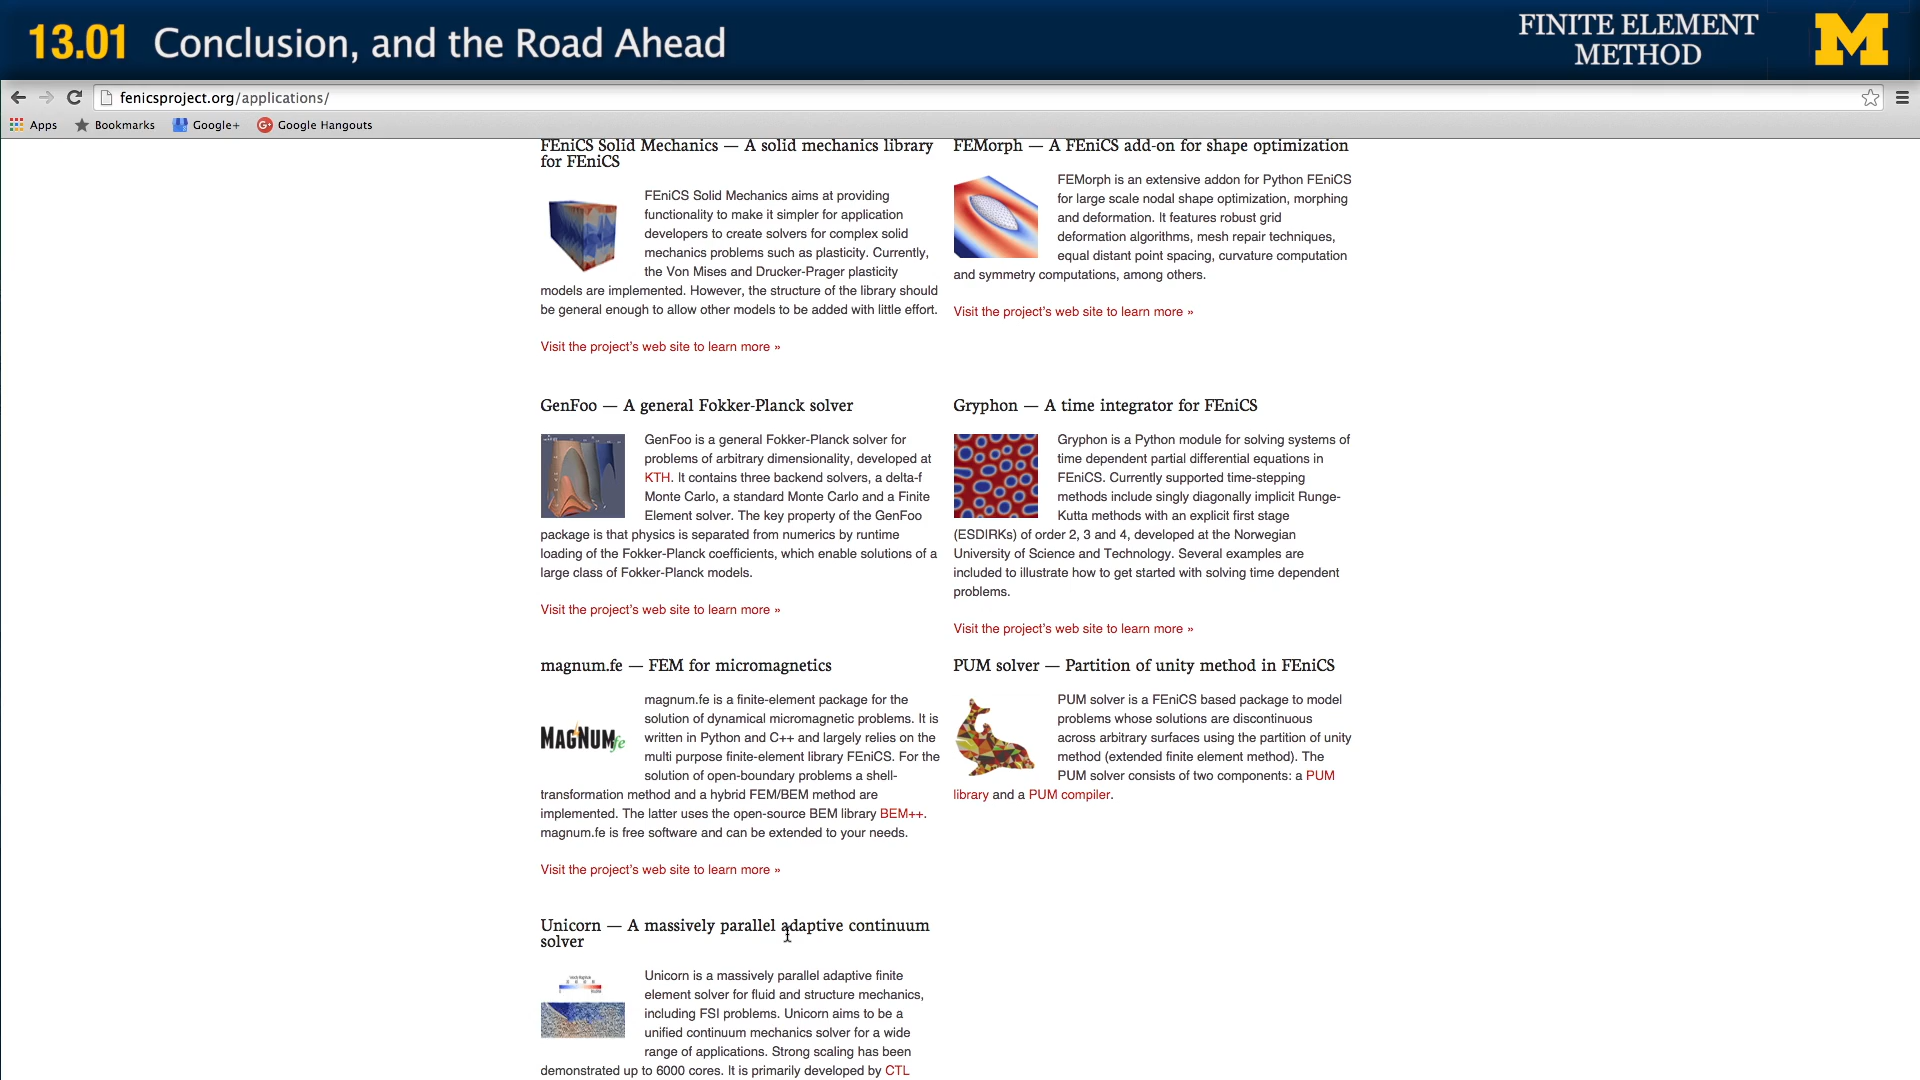 13.01 Conclusion, and the Road Ahead
FINITE ELEMENT
METHOD
M
fenicsproject.org/applications/
Apps Bookmarks Google+ Google Hangouts
FEniCS Solid Mechanics — A solid mechanics library
for FEniCS
FEniCS Solid Mechanics aims at providing
functionality to make it simpler for application
developers to create solvers for complex solid
mechanics problems such as plasticity. Currently,
the Von Mises and Drucker-Prager plasticity
models are implemented. However, the structure of the library should
be general enough to allow other models to be added with little effort.
Visit the project's web site to learn more »
FEMorph — A FEniCS add-on for shape optimization
FEMorph is an extensive addon for Python FEniCS
for large scale nodal shape optimization, morphing
and deformation. It features robust grid
deformation algorithms, mesh repair techniques,
equal distant point spacing, curvature computation
and symmetry computations, among others.
Visit the project's web site to learn more »
GenFoo — A general Fokker-Planck solver
GenFoo is a general Fokker-Planck solver for
problems of arbitrary dimensionality, developed at
KTH. It contains three backend solvers, a delta-f
Monte Carlo, a standard Monte Carlo and a Finite
Element solver. The key property of the GenFoo
package is that physics is separated from numerics by runtime
loading of the Fokker-Planck coefficients, which enable solutions of a
large class of Fokker-Planck models.
Visit the project's web site to learn more »
Gryphon — A time integrator for FEniCS
Gryphon is a Python module for solving systems of
time dependent partial differential equations in
FEniCS. Currently supported time-stepping
methods include singly diagonally implicit Runge-
Kutta methods with an explicit first stage
(ESDIRKs) of order 2, 3 and 4, developed at the Norwegian
University of Science and Technology. Several examples are
included to illustrate how to get started with solving time dependent
problems.
Visit the project's web site to learn more »
magnum.fe — FEM for micromagnetics
MAGNUM fe
magnum.fe is a finite-element package for the
solution of dynamical micromagnetic problems. It is
written in Python and C++ and largely relies on the
multi purpose finite-element library FEniCS. For the
solution of open-boundary problems a shell-
transformation method and a hybrid FEM/BEM method are
implemented. The latter uses the open-source BEM library BEM++.
magnum.fe is free software and can be extended to your needs.
Visit the project's web site to learn more »
PUM solver — Partition of unity method in FEniCS
PUM solver is a FEniCS based package to model
problems whose solutions are discontinuous
across arbitrary surfaces using the partition of unity
method (extended finite element method). The
PUM solver consists of two components: a PUM
library and a PUM compiler.
Unicorn — A massively parallel adaptive continuum
solver
Unicorn is a massively parallel adaptive finite
element solver for fluid and structure mechanics,
including FSI problems. Unicorn aims to be a
unified continuum mechanics solver for a wide
range of applications. Strong scaling has been
demonstrated up to 6000 cores. It is primarily developed by CTL